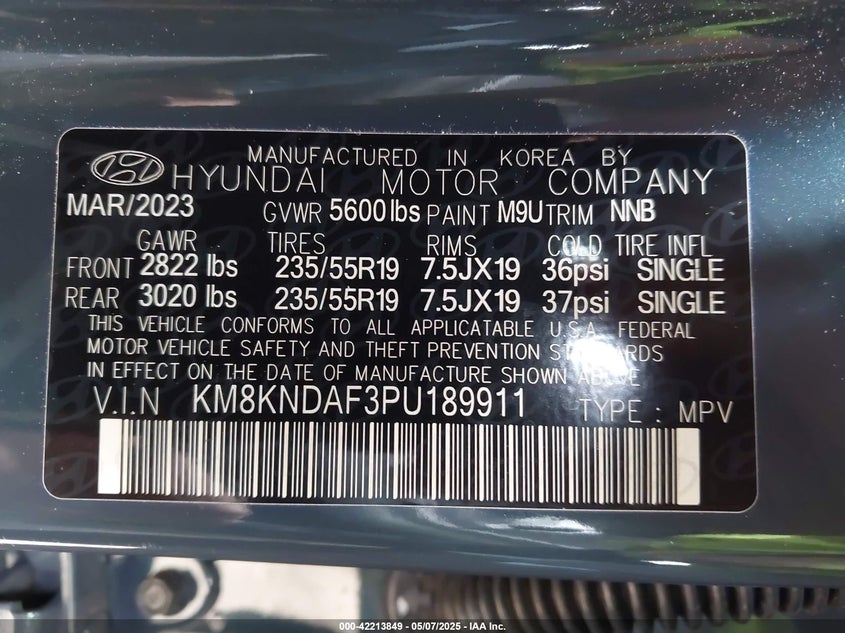 MANUFACTURED IN KOREA BY
HYUNDAI MOTOR COMPANY
MAR/2023 GVWR 5600 lbs PAINT M9U TRIM NNB
GAWR TIRES RIMS COLD TIRE INFL
FRONT 2822 lbs 235/55R19 7.5JX19 36psi SINGLE
REAR 3020 lbs 235/55R19 7.5JX19 37psi SINGLE
THIS VEHICLE CONFORMS TO ALL APPLICATABLE U.S.A. FEDERAL
MOTOR VEHICLE SAFETY AND THEFT PREVENTION STANDARDS
IN EFFECT ON THE DATE OF MANUFACTURE SHOWN ABOVE.
V.I.N KM8KNDAF3PU189911 TYPE : MPV
000-42213849 - 05/07/2025 - IAA Inc.